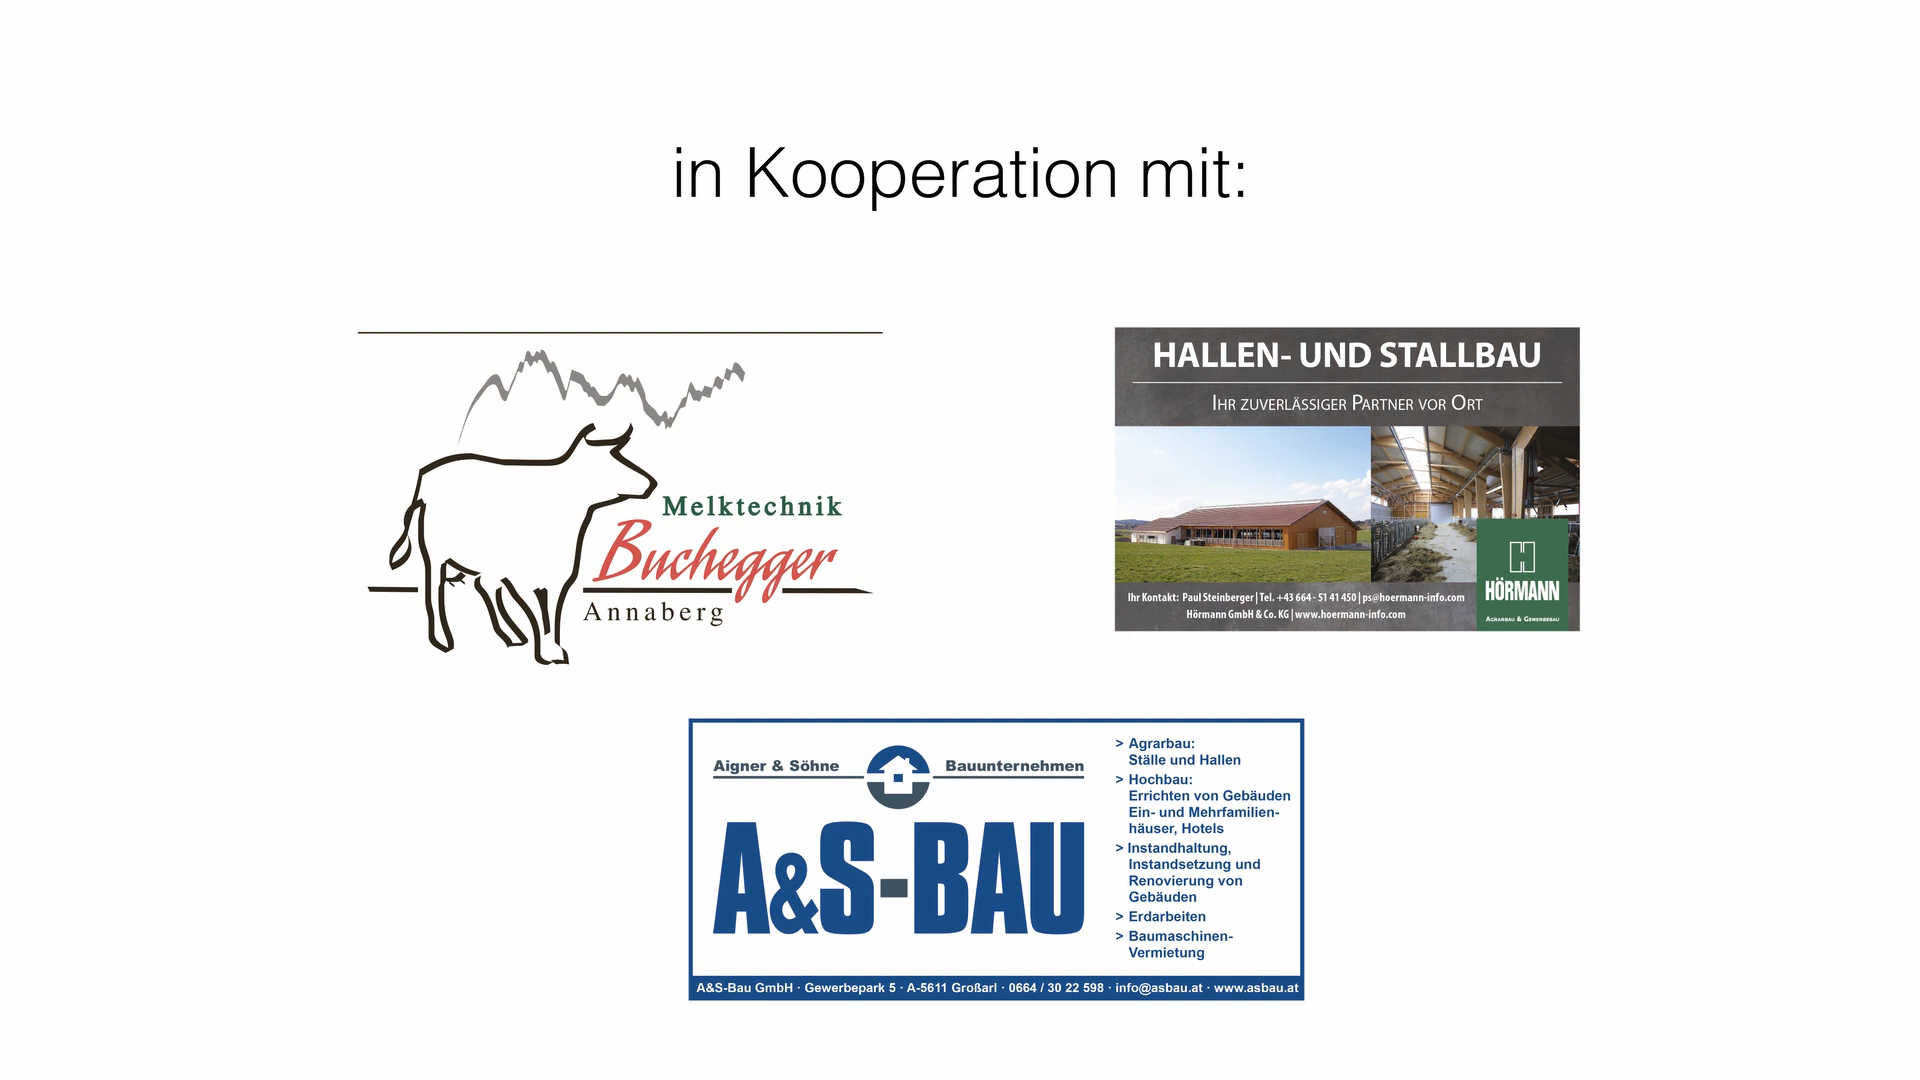 in Kooperation mit:
Melktechnik
Buchegger
Annaberg
HALLEN- UND STALLBAU
IHR ZUVERLÄSSIGER PARTNER VOR ORT
Ihr Kontakt: Paul Steinberger | Tel. +43 664 - 51 41 450 | ps@hoermann-info.com
Hörmann GmbH & Co. KG | www.hoermann-info.com
HÖRMANN
AGRARBAU & GEWERBEBAU
Aigner & Söhne Bauunternehmen
A&S-BAU
> Agrarbau:
Ställe und Hallen
> Hochbau:
Errichten von Gebäuden
Ein- und Mehrfamilien-
häuser, Hotels
> Instandhaltung,
Instandsetzung und
Renovierung von
Gebäuden
> Erdarbeiten
> Baumaschinen-
Vermietung
A&S-Bau GmbH · Gewerbepark 5 · A-5611 Großarl · 0664 / 30 22 598 · info@asbau.at · www.asbau.at